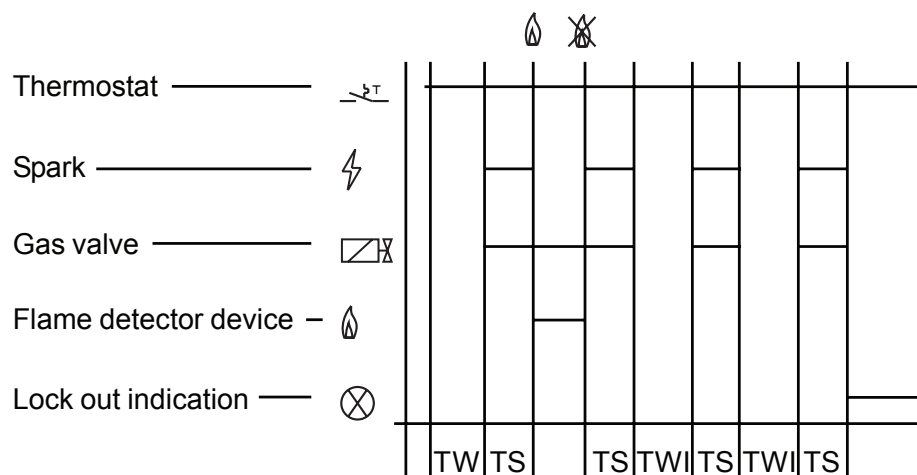 Thermostat
T
Spark
Gas valve
Flame detector device
Lock out indication
TW TS TS TWI TS TWI TS